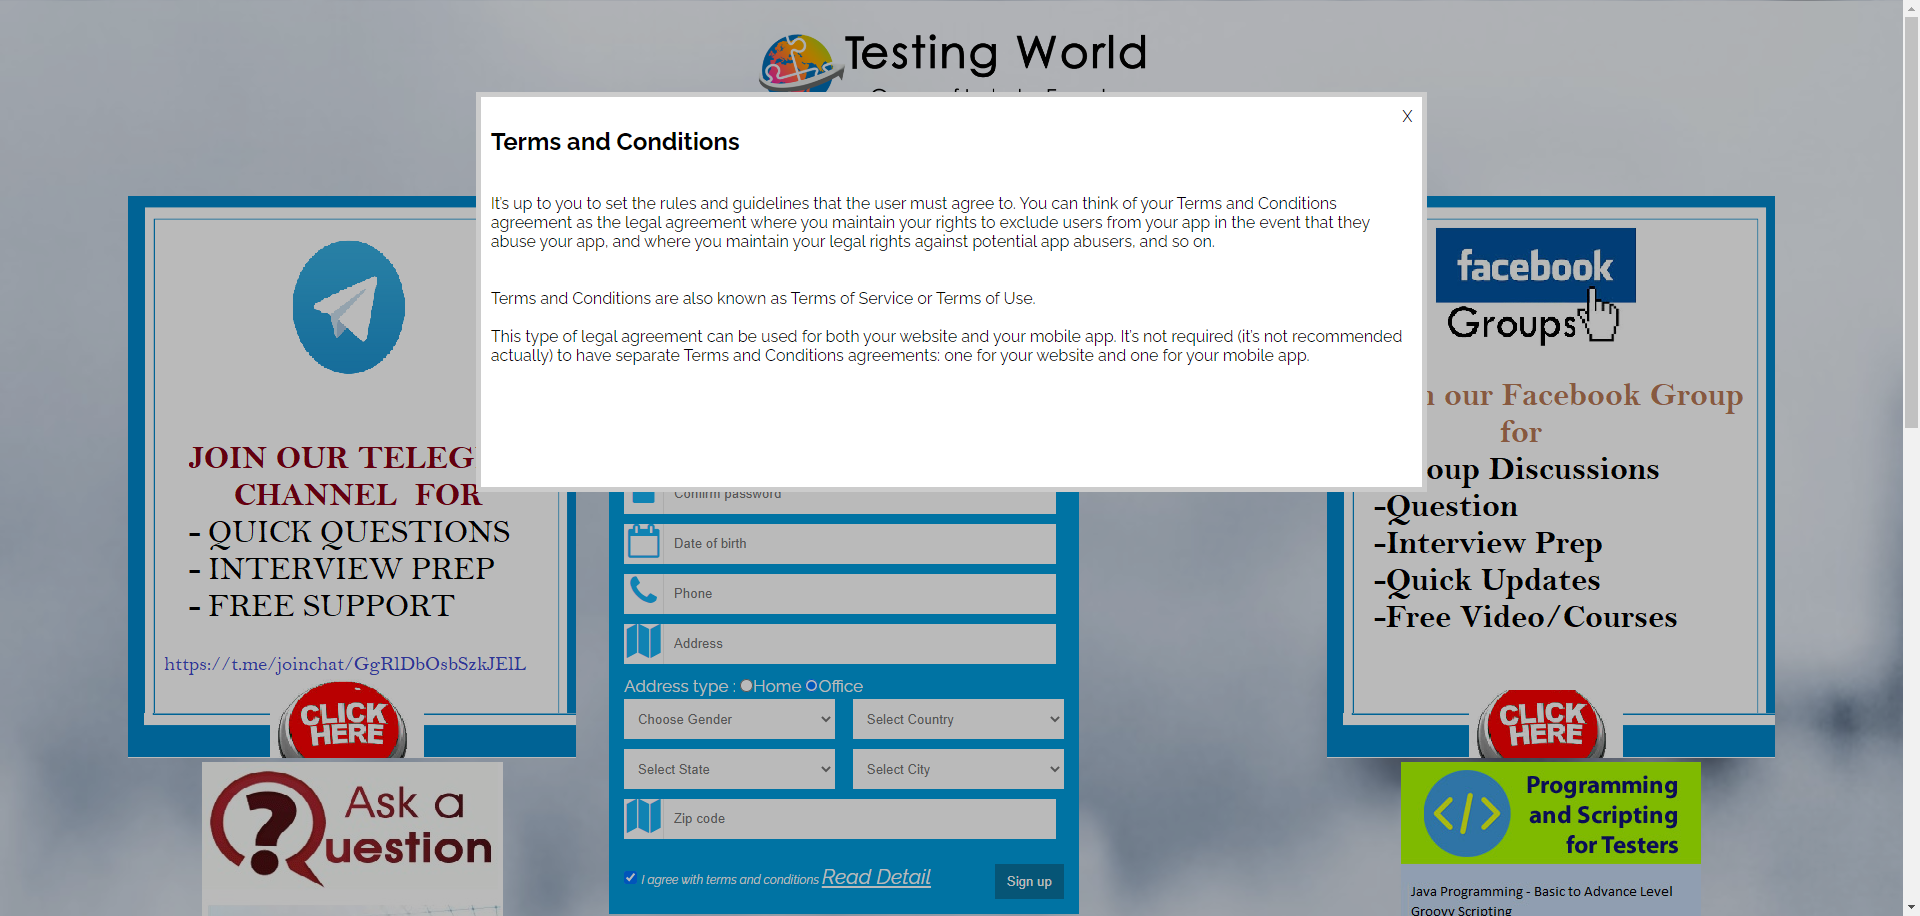 Testing World
X
Terms and Conditions
It's up to you to set the rules and guidelines that the user must agree to. You can think of your Terms and Conditions
agreement as the legal agreement where you maintain your rights to exclude users from your app in the event that they
abuse your app, and where you maintain your legal rights against potential app abusers, and so on.
Terms and Conditions are also known as Terms of Service or Terms of Use.
This type of legal agreement can be used for both your website and your mobile app. It's not required (it's not recommended
actually) to have separate Terms and Conditions agreements: one for your website and one for your mobile app.
JOIN OUR TELEG
CHANNEL FOR
- QUICK QUESTIONS
- INTERVIEW PREP
- FREE SUPPORT
https://t.me/joinchat/GgRlDbOsbSzkJElL
CLICK
HERE
Ask a
Question
Confirm password
Date of birth
Phone
Address
Address type : Home Office
Choose Gender
Select Country
Select State
Select City
Zip code
I agree with terms and conditions Read Detail
Sign up
facebook
Groups
our Facebook Group
for
oup Discussions
-Question
-Interview Prep
-Quick Updates
-Free Video/Courses
CLICK
HERE
</>
Programming
and Scripting
for Testers
Java Programming - Basic to Advance Level
Groovy Scripting